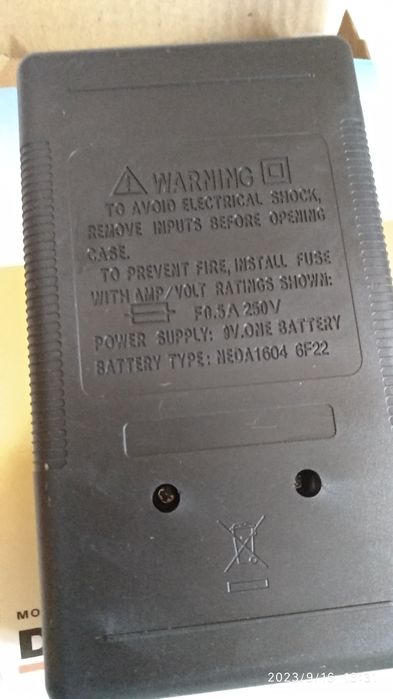 WARNING
TO AVOID ELECTRICAL SHOCK,
REMOVE INPUTS BEFORE OPENING
CASE.
TO PREVENT FIRE, INSTALL FUSE
WITH AMP/VOLT RATINGS SHOWN:
F0.5A 250V
POWER SUPPLY: 9V.ONE BATTERY
BATTERY TYPE: NEDA1604 6F22
MO
D
2023/9/16